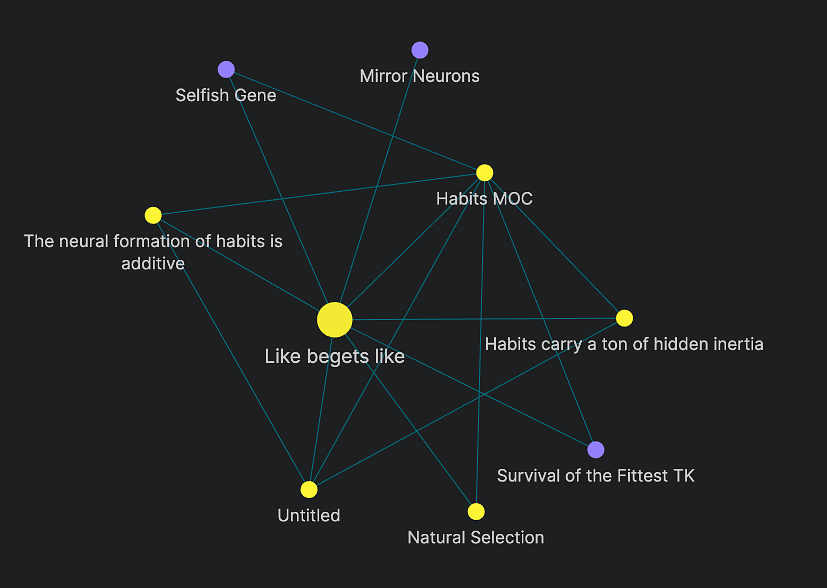 Mirror Neurons
Selfish Gene
Habits MOC
The neural formation of habits is
additive
Habits carry a ton of hidden inertia
Like begets like
Survival of the Fittest TK
Untitled
Natural Selection